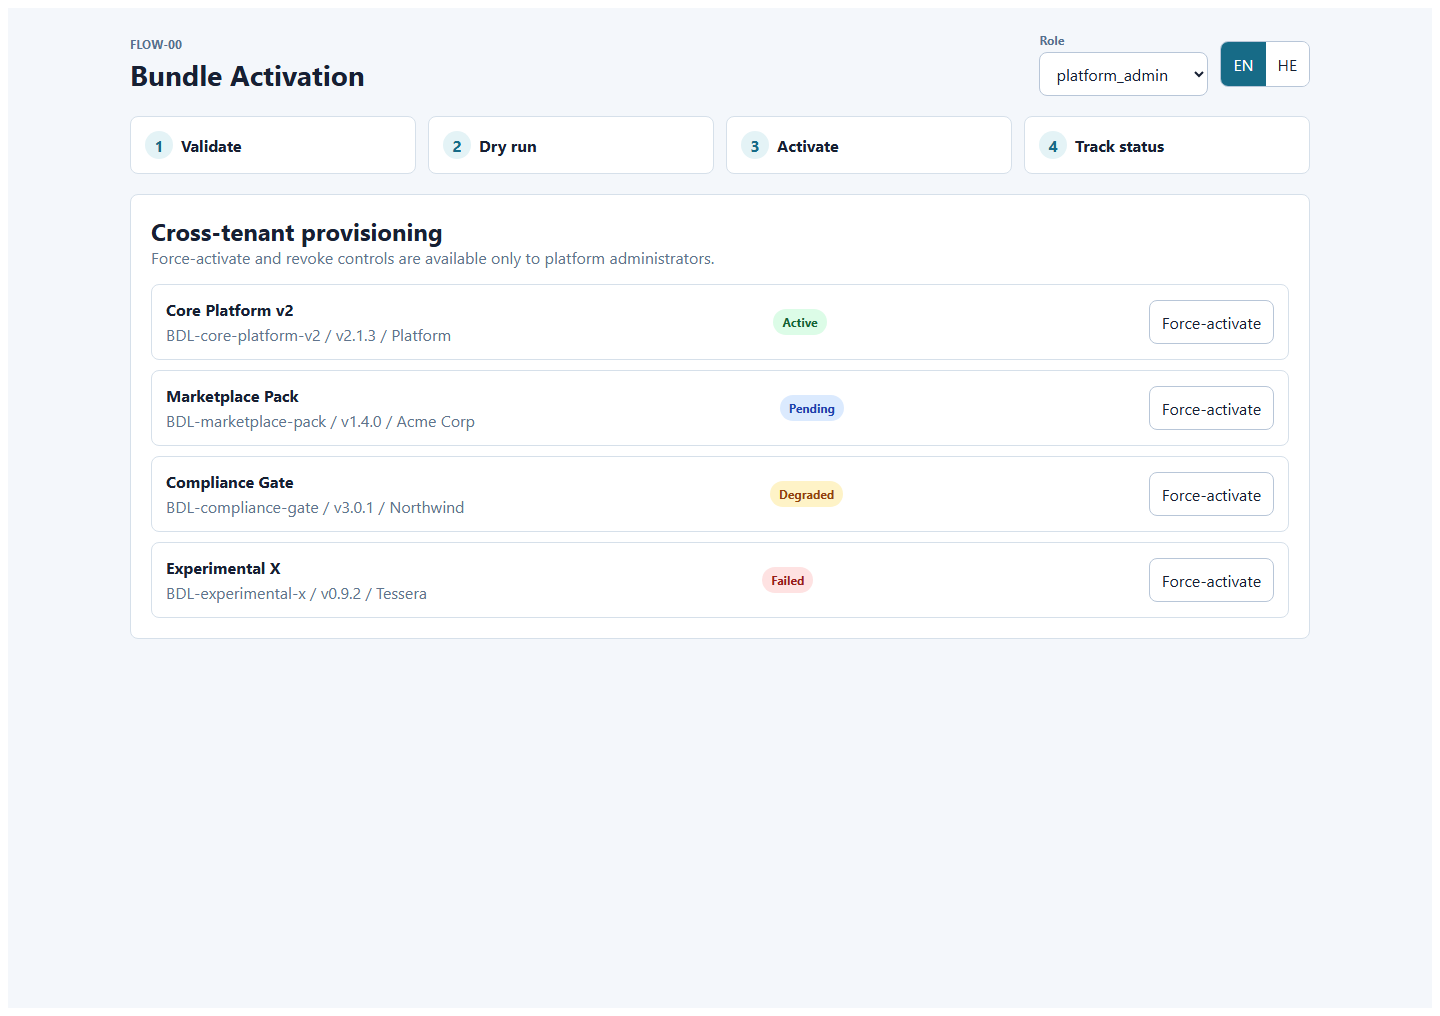 FLOW-00
Bundle Activation
Role
platform_admin
EN HE
1 Validate
2 Dry run
3 Activate
4 Track status
Cross-tenant provisioning
Force-activate and revoke controls are available only to platform administrators.
Core Platform v2
BDL-core-platform-v2 / v2.1.3 / Platform
Active
Force-activate
Marketplace Pack
BDL-marketplace-pack / v1.4.0 / Acme Corp
Pending
Force-activate
Compliance Gate
BDL-compliance-gate / v3.0.1 / Northwind
Degraded
Force-activate
Experimental X
BDL-experimental-x / v0.9.2 / Tessera
Failed
Force-activate